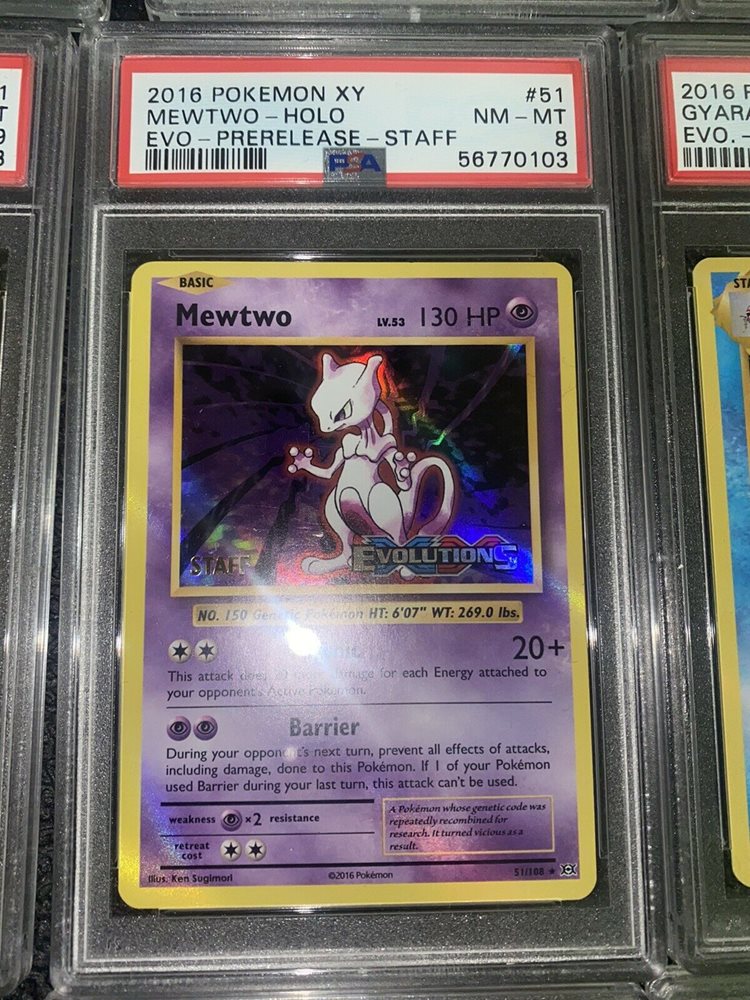 2016 POKEMON XY #51
MEWTWO-HOLO NM-MT
EVO-PRERELEASE-STAFF 8
PSA 56770103
2016
GYARA
EVO.
BASIC
Mewtwo LV.53 130 HP
STAFF EVOLUTIONS
NO. 150 Genetic Pokémon HT: 6'07" WT: 269.0 lbs.
20+
This attack does damage for each Energy attached to
your opponent's Active Pokémon.
Barrier
During your opponent's next turn, prevent all effects of attacks,
including damage, done to this Pokémon. If 1 of your Pokémon
used Barrier during your last turn, this attack can't be used.
weakness ×2 resistance
retreat
cost
A Pokémon whose genetic code was
repeatedly recombined for
research. It turned vicious as a
result.
Illus. Ken Sugimori ©2016 Pokémon 51/108 ★